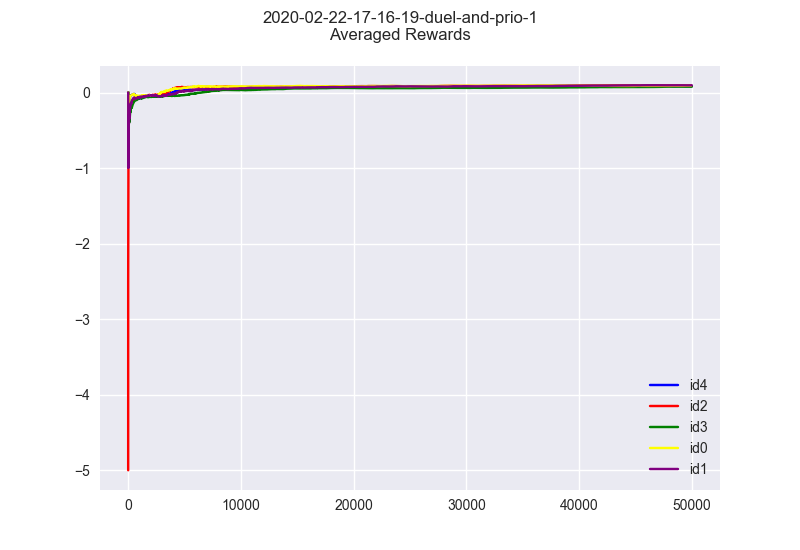 2020-02-22-17-16-19-duel-and-prio-1
Averaged Rewards
0
−1
−2
−3
−4
−5
0
10000
20000
30000
40000
50000
id4
id2
id3
id0
id1